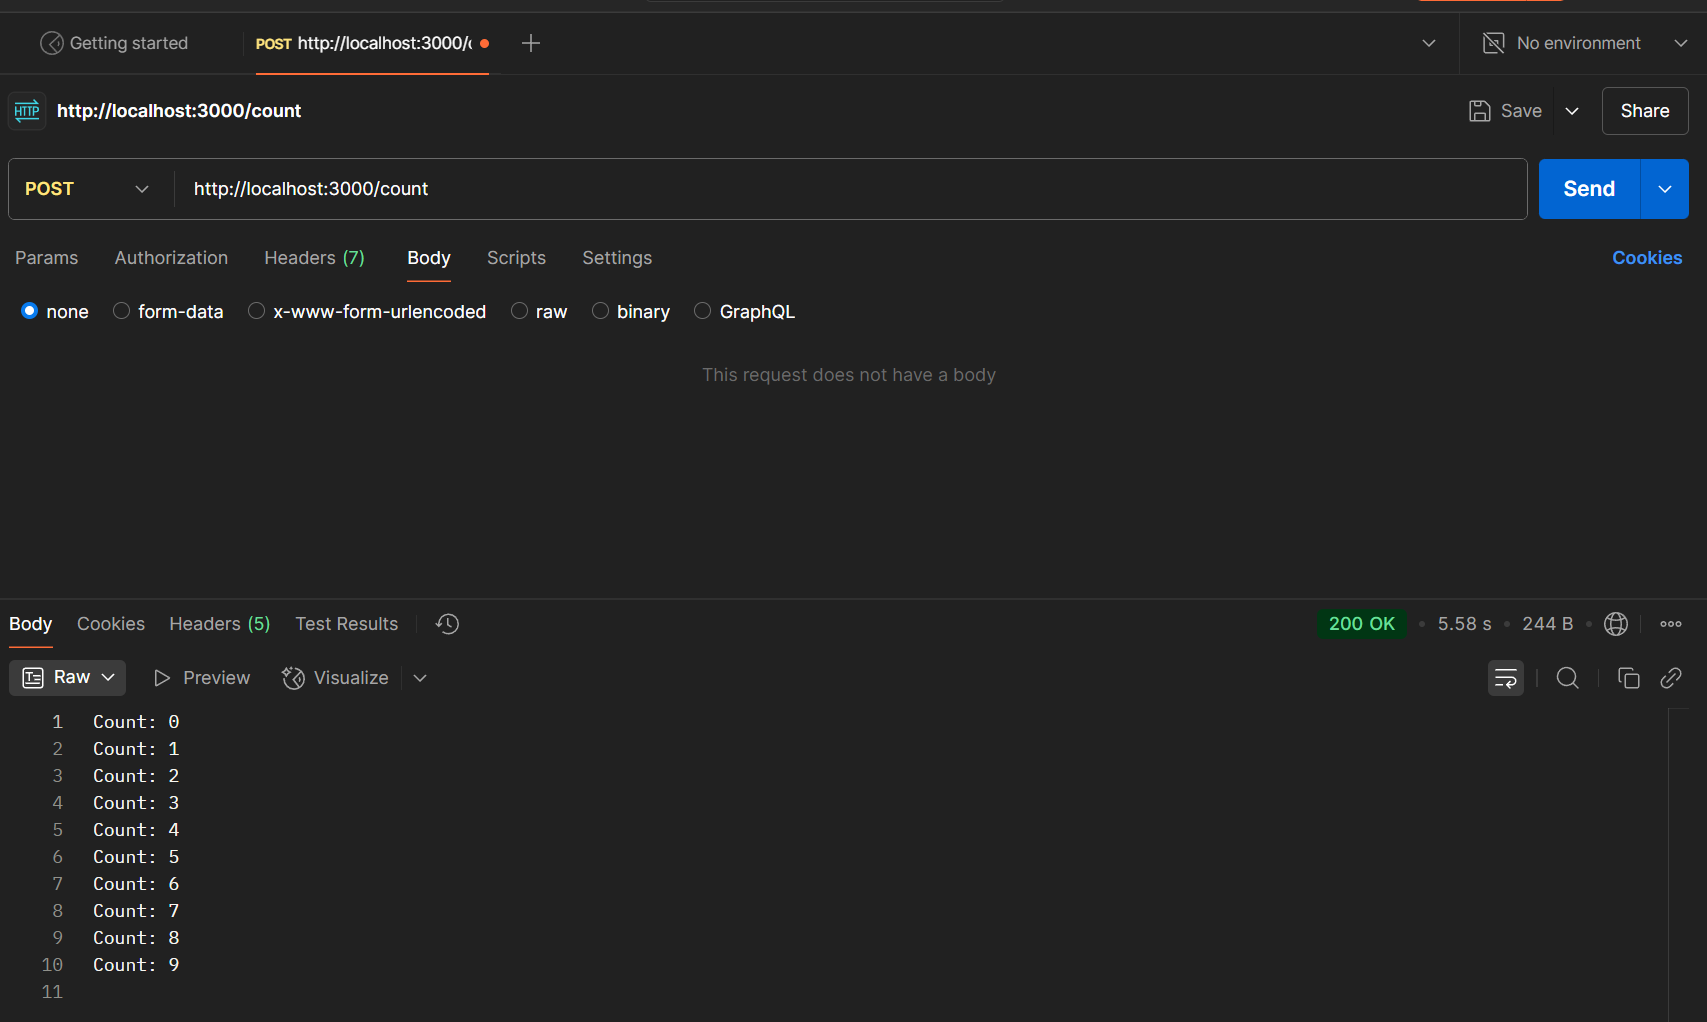 Getting started
POST http://localhost:3000/c
No environment
HTTP http://localhost:3000/count
Save
Share
POST http://localhost:3000/count
Send
Params Authorization Headers (7) Body Scripts Settings Cookies
none form-data x-www-form-urlencoded raw binary GraphQL
This request does not have a body
Body Cookies Headers (5) Test Results 200 OK • 5.58 s • 244 B •
Raw Preview Visualize
1 Count: 0
2 Count: 1
3 Count: 2
4 Count: 3
5 Count: 4
6 Count: 5
7 Count: 6
8 Count: 7
9 Count: 8
10 Count: 9
11